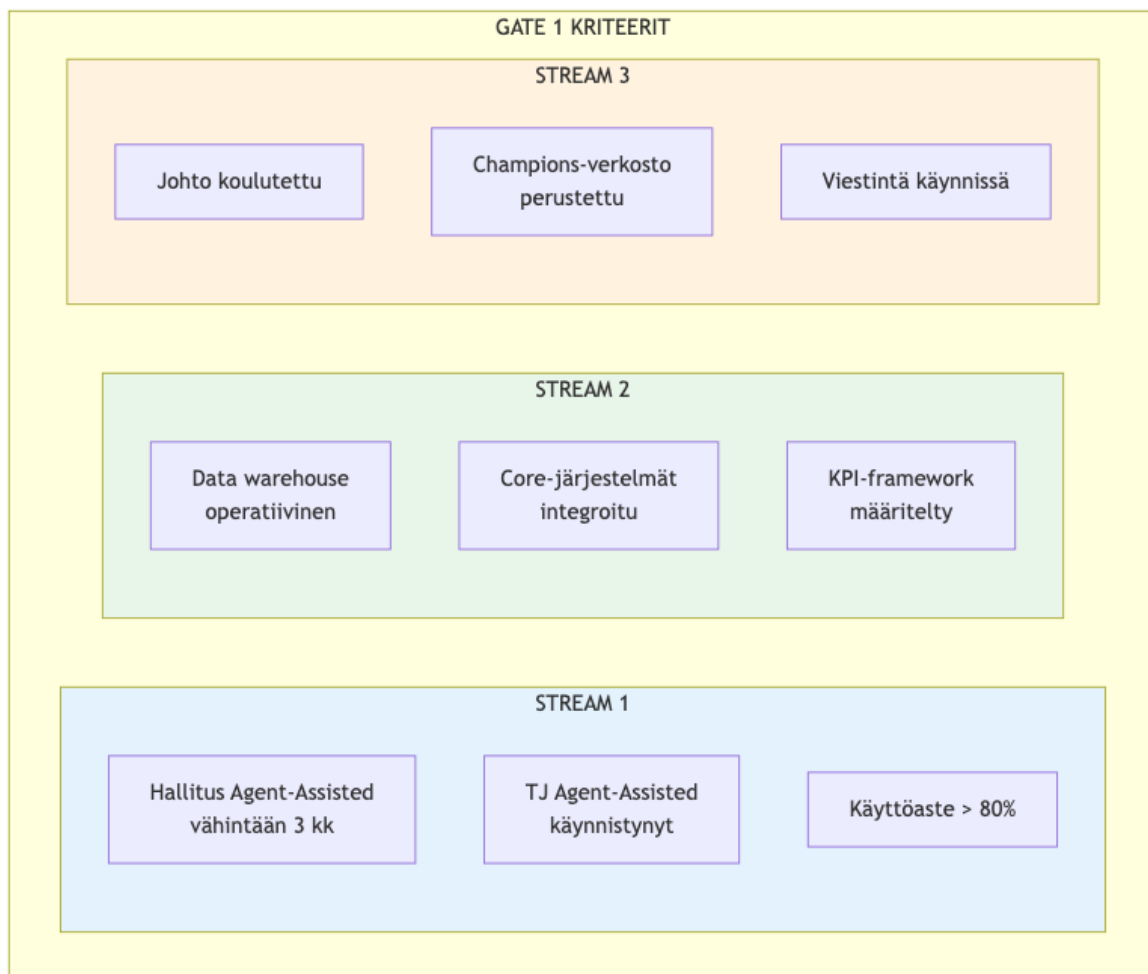 GATE 1 KRITEERIT
STREAM 3
Johto koulutettu
Champions-verkosto
perustettu
Viestintä käynnissä
STREAM 2
Data warehouse
operatiivinen
Core-järjestelmät
integroitu
KPI-framework
määritelty
STREAM 1
Hallitus Agent-Assisted
vähintään 3 kk
TJ Agent-Assisted
käynnistynyt
Käyttöaste > 80%